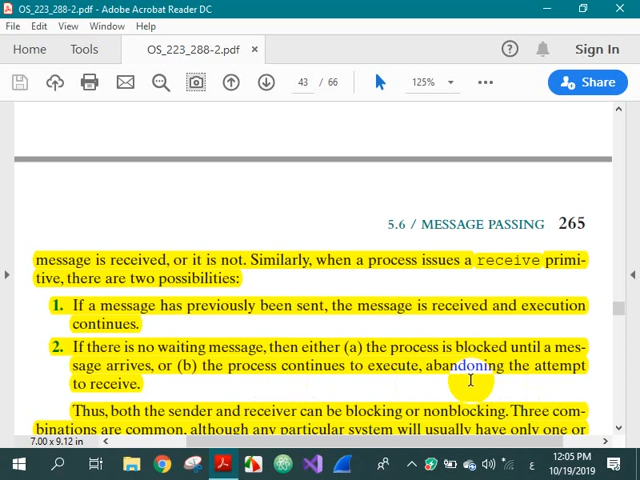 OS_223_288-2.pdf - Adobe Acrobat Reader DC
File Edit View Window Help
Home Tools OS_223_288-2.pdf × Sign In
43 / 66 125% Share
5.6 / MESSAGE PASSING 265
message is received, or it is not. Similarly, when a process issues a receive primi-
tive, there are two possibilities:
1. If a message has previously been sent, the message is received and execution
continues.
2. If there is no waiting message, then either (a) the process is blocked until a mes-
sage arrives, or (b) the process continues to execute, abandoning the attempt
to receive.
Thus, both the sender and receiver can be blocking or nonblocking. Three com-
binations are common, although any particular system will usually have only one or
7.00 x 9.12 in
ع 12:05 PM
10/19/2019